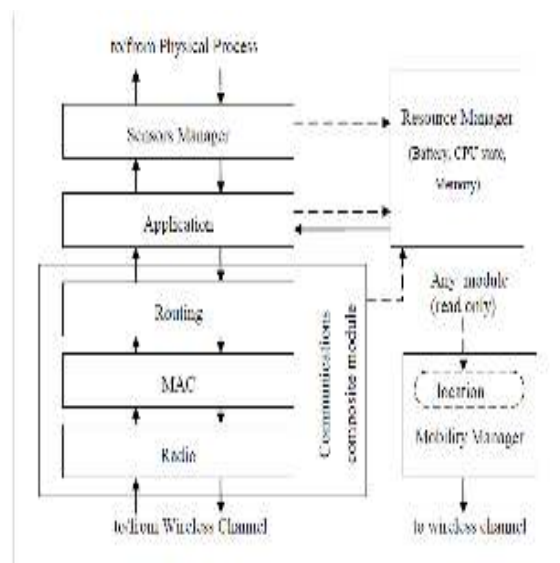 to/from Physical Process
Sensors Manager
Resource Manager
(Battery, CPU state,
Memory)
Application
Any module
(read only)
Routing
MAC
Radio
Communications
composite module
location
Mobility Manager
to/from Wireless Channel
to wireless channel